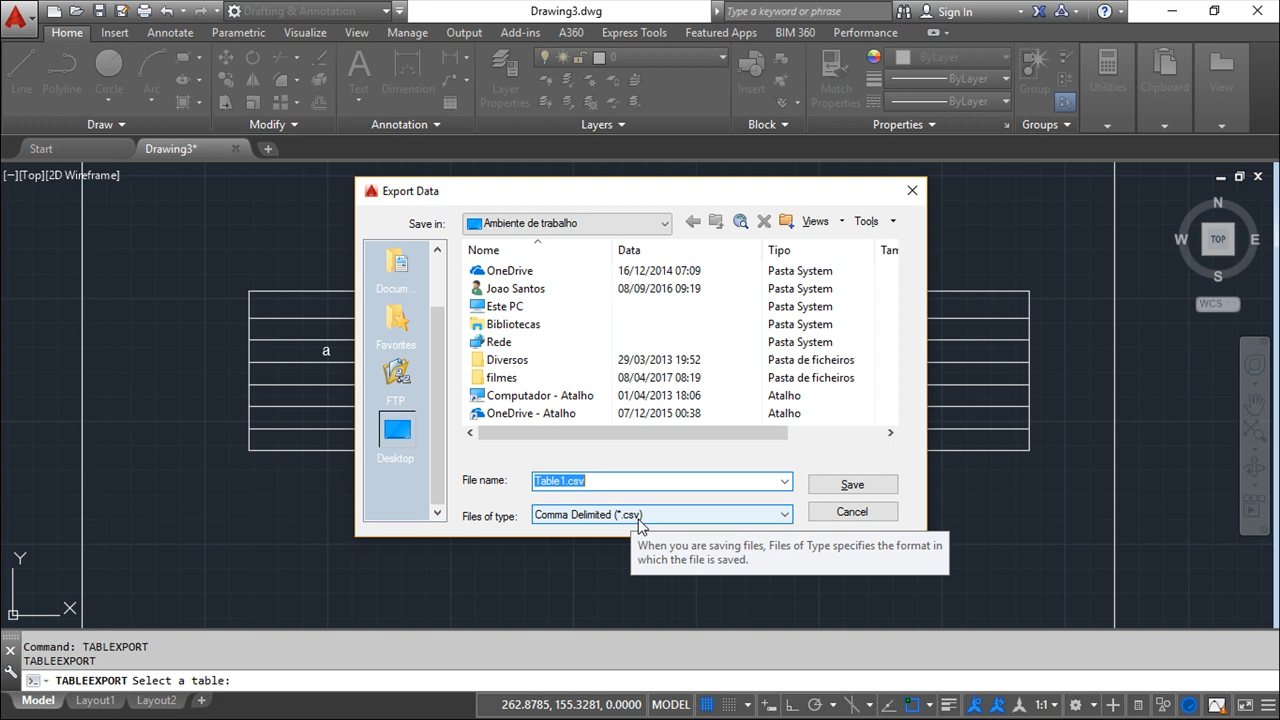 Drafting & Annotation
Drawing3.dwg
Type a keyword or phrase
Sign In
Home
Insert
Annotate
Parametric
Visualize
View
Manage
Output
Add-ins
A360
Express Tools
Featured Apps
BIM 360
Performance
Line
Polyline
Circle
Arc
Text
Dimension
Layer
Properties
0
Insert
Match
Properties
ByLayer
ByLayer
ByLayer
Group
Utilities
Clipboard
View
Draw
Modify
Annotation
Layers
Block
Properties
Groups
Start
Drawing3*
[−][Top][2D Wireframe]
Export Data
Save in:
Ambiente de trabalho
Views
Tools
Nome
Data
Tipo
Tam
OneDrive
16/12/2014 07:09
Pasta System
Joao Santos
08/09/2016 09:19
Pasta System
Este PC
Pasta System
Bibliotecas
Pasta System
Rede
Pasta System
Diversos
29/03/2013 19:52
Pasta de ficheiros
filmes
08/04/2017 08:19
Pasta de ficheiros
Computador - Atalho
01/04/2013 18:06
Atalho
OneDrive - Atalho
07/12/2015 00:38
Atalho
Docum...
Favorites
FTP
Desktop
File name:
Table1.csv
Save
Files of type:
Comma Delimited (*.csv)
Cancel
When you are saving files, Files of Type specifies the format in
which the file is saved.
a
N
W
TOP
E
S
WCS
Y
X
Command: TABLEXPORT
TABLEEXPORT
TABLEEXPORT Select a table:
Model
Layout1
Layout2
262.8785, 155.3281, 0.0000
MODEL
1:1